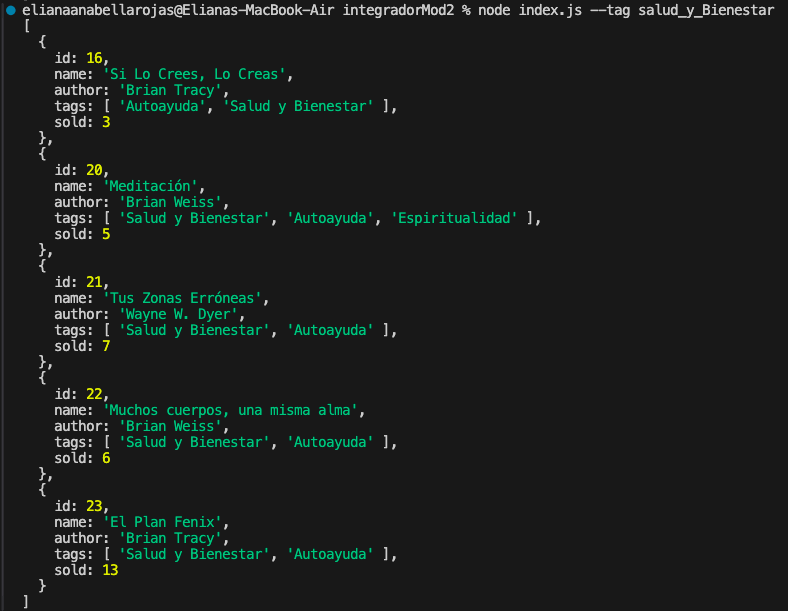 elianaanabellarojas@Elianas-MacBook-Air integradorMod2 % node index.js --tag salud_y_Bienestar
[
  {
    id: 16,
    name: 'Si Lo Crees, Lo Creas',
    author: 'Brian Tracy',
    tags: [ 'Autoayuda', 'Salud y Bienestar' ],
    sold: 3
  },
  {
    id: 20,
    name: 'Meditación',
    author: 'Brian Weiss',
    tags: [ 'Salud y Bienestar', 'Autoayuda', 'Espiritualidad' ],
    sold: 5
  },
  {
    id: 21,
    name: 'Tus Zonas Erróneas',
    author: 'Wayne W. Dyer',
    tags: [ 'Salud y Bienestar', 'Autoayuda' ],
    sold: 7
  },
  {
    id: 22,
    name: 'Muchos cuerpos, una misma alma',
    author: 'Brian Weiss',
    tags: [ 'Salud y Bienestar', 'Autoayuda' ],
    sold: 6
  },
  {
    id: 23,
    name: 'El Plan Fenix',
    author: 'Brian Tracy',
    tags: [ 'Salud y Bienestar', 'Autoayuda' ],
    sold: 13
  }
]